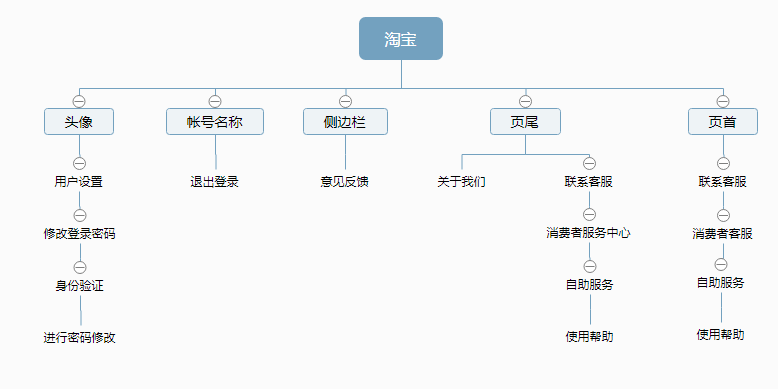 淘宝
头像
帐号名称
侧边栏
页尾
页首
用户设置
退出登录
意见反馈
关于我们
联系客服
联系客服
修改登录密码
消费者服务中心
消费者客服
身份验证
自助服务
自助服务
进行密码修改
使用帮助
使用帮助